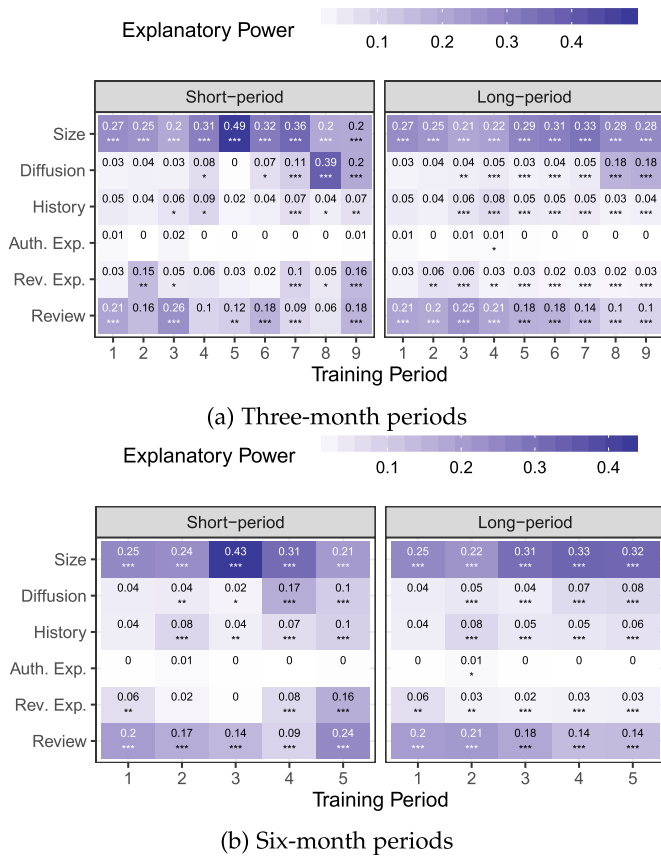 Explanatory Power
0.1 0.2 0.3 0.4
Short−period Long−period
Size 0.27 0.25 0.2 0.31 0.49 0.32 0.36 0.2 0.2 0.27 0.25 0.21 0.22 0.29 0.31 0.33 0.28 0.28
*** *** *** *** *** *** *** *** *** *** *** *** *** *** *** *** *** ***
Diffusion 0.03 0.04 0.03 0.08 0 0.07 0.11 0.39 0.2 0.03 0.04 0.04 0.05 0.03 0.04 0.05 0.18 0.18
* * *** *** *** ** *** *** *** *** *** ***
History 0.05 0.04 0.06 0.09 0.02 0.04 0.07 0.04 0.07 0.05 0.04 0.06 0.08 0.05 0.05 0.05 0.03 0.04
* * *** * ** *** *** *** *** *** *** ***
Auth. Exp. 0.01 0 0.02 0 0 0 0 0 0.01 0.01 0 0.01 0.01 0 0 0 0 0
*
Rev. Exp. 0.03 0.15 0.05 0.06 0.03 0.02 0.1 0.05 0.16 0.03 0.06 0.06 0.03 0.02 0.03 0.03 0.02 0.03
** * *** * *** ** *** ** *** *** *** *** ***
Review 0.21 0.16 0.26 0.1 0.12 0.18 0.09 0.06 0.18 0.21 0.2 0.25 0.21 0.18 0.18 0.14 0.1 0.1
*** *** ** *** *** *** *** *** *** *** *** *** *** *** ***
1 2 3 4 5 6 7 8 9 1 2 3 4 5 6 7 8 9
Training Period
(a) Three-month periods
Explanatory Power
0.1 0.2 0.3 0.4
Short−period Long−period
Size 0.25 0.24 0.43 0.31 0.21 0.25 0.22 0.31 0.33 0.32
*** *** *** *** *** *** *** *** *** ***
Diffusion 0.04 0.04 0.02 0.17 0.1 0.04 0.05 0.04 0.07 0.08
** * *** *** *** *** *** ***
History 0.04 0.08 0.04 0.07 0.1 0.04 0.08 0.05 0.05 0.06
*** ** *** *** *** *** *** ***
Auth. Exp. 0 0.01 0 0 0 0 0.01 0 0 0
*
Rev. Exp. 0.06 0.02 0 0.08 0.16 0.06 0.03 0.02 0.03 0.03
** *** *** ** ** *** *** ***
Review 0.2 0.17 0.14 0.09 0.24 0.2 0.21 0.18 0.14 0.14
*** *** *** *** *** *** *** *** *** ***
1 2 3 4 5 1 2 3 4 5
Training Period
(b) Six-month periods